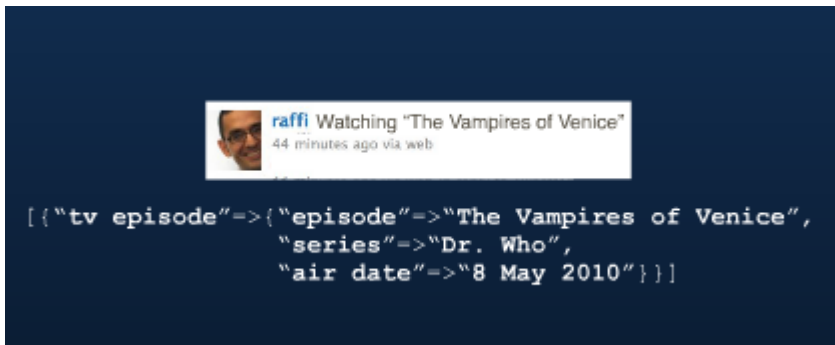 raffi Watching “The Vampires of Venice”
44 minutes ago via web
[{“tv episode”=>{“episode”=>“The Vampires of Venice”,
“series”=>“Dr. Who”,
“air date”=>“8 May 2010”}}]